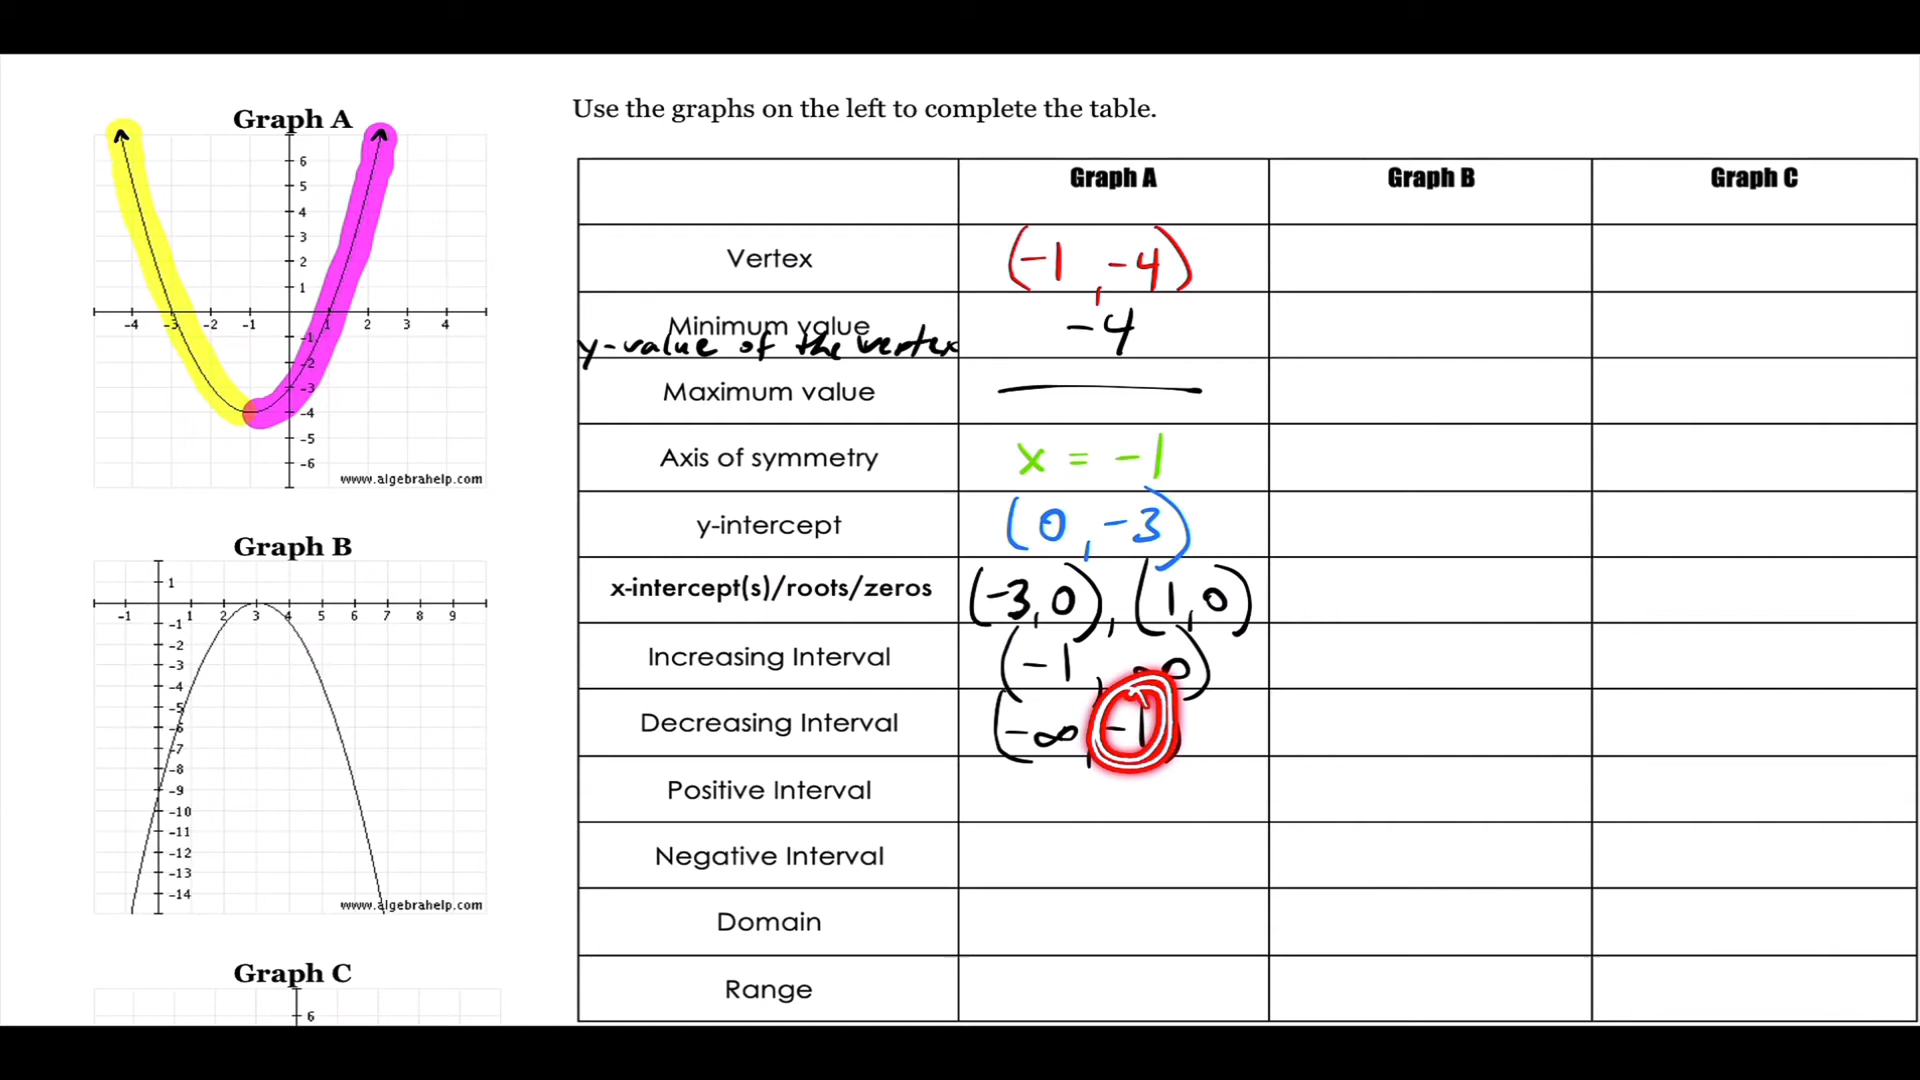 Graph A
6
5
4
3
2
1
-4 -3 -2 -1 1 2 3 4
-1
-2
-3
-4
-5
-6
www.algebrahelp.com
Graph B
1
-1 1 2 3 4 5 6 7 8 9
-1
-2
-3
-4
-5
-6
-7
-8
-9
-10
-11
-12
-13
-14
www.algebrahelp.com
Graph C
6
Use the graphs on the left to complete the table.
Graph A Graph B Graph C
Vertex (-1, -4)
Minimum value -4
y-value of the vertex
Maximum value —
Axis of symmetry x = -1
y-intercept (0, -3)
x-intercept(s)/roots/zeros (-3,0), (1,0)
Increasing Interval (-1, ∞)
Decreasing Interval (-∞, -1)
Positive Interval
Negative Interval
Domain
Range